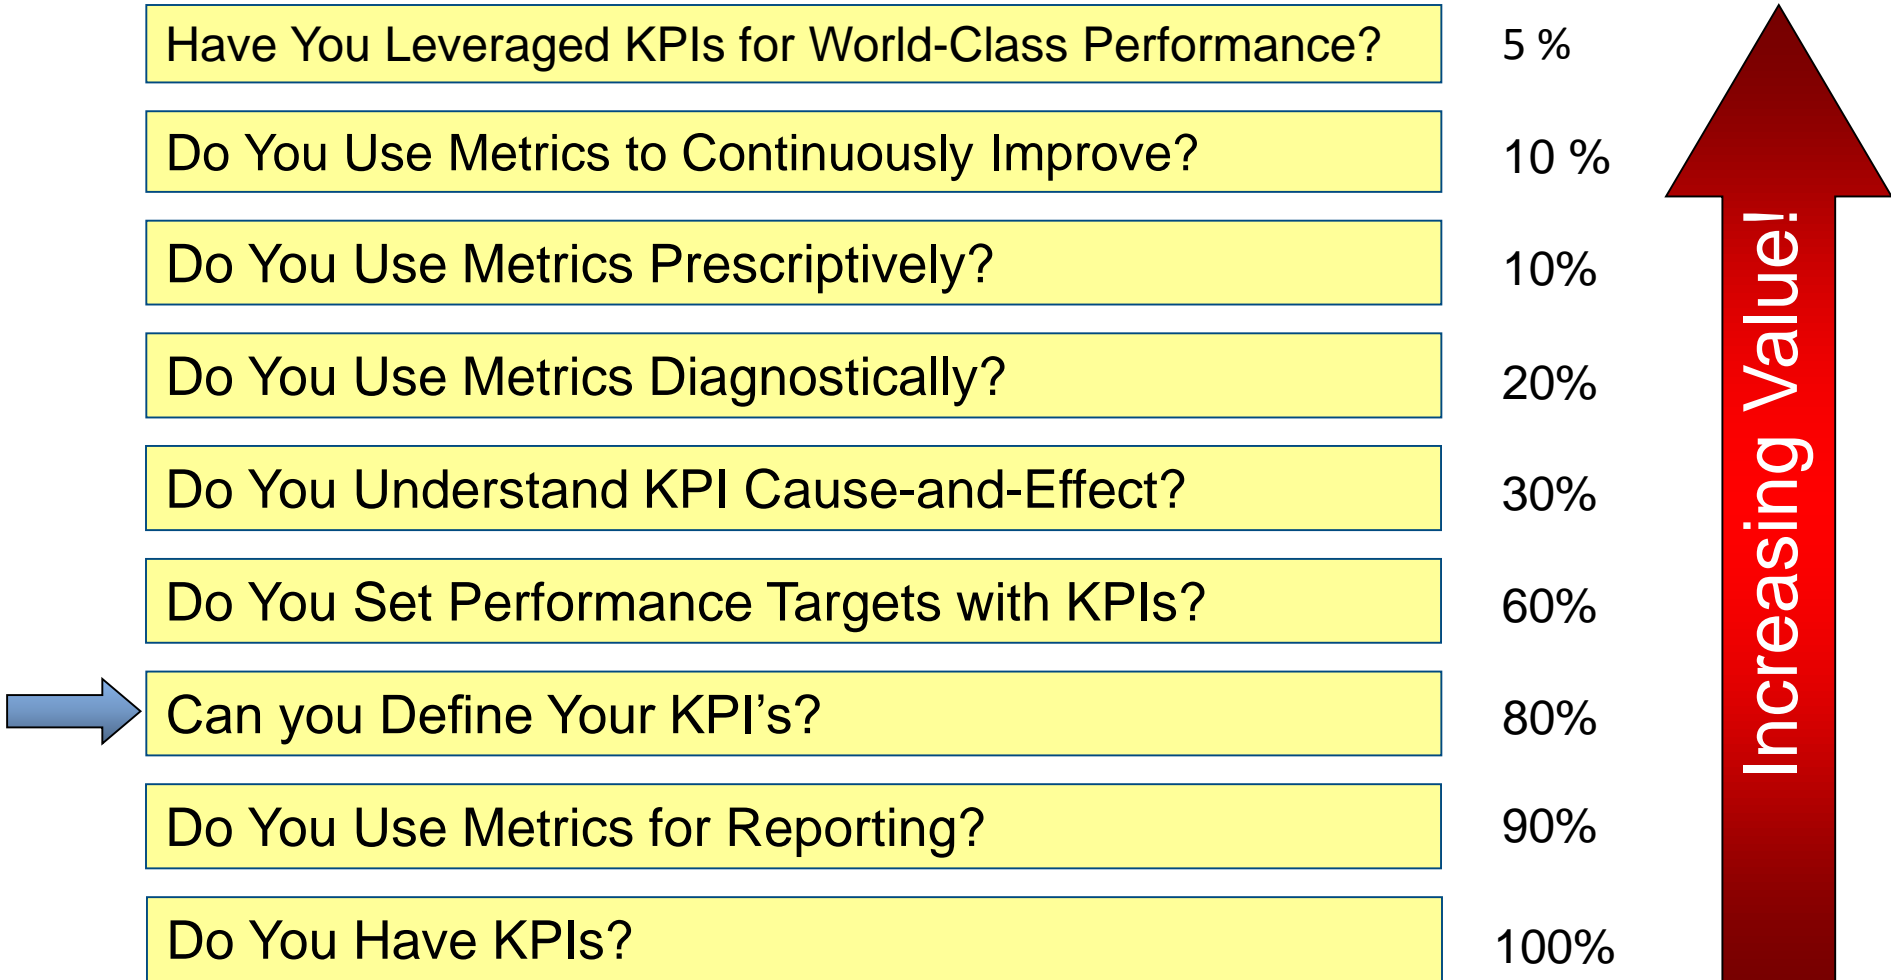 Have You Leveraged KPIs for World-Class Performance? 5 %
Do You Use Metrics to Continuously Improve? 10 %
Do You Use Metrics Prescriptively? 10%
Do You Use Metrics Diagnostically? 20%
Do You Understand KPI Cause-and-Effect? 30%
Do You Set Performance Targets with KPIs? 60%
Can you Define Your KPI’s? 80%
Do You Use Metrics for Reporting? 90%
Do You Have KPIs? 100%
Increasing Value!